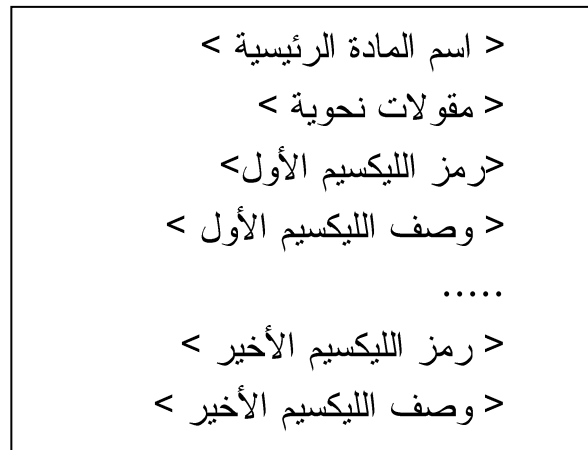 < اسم المادة الرئيسية >
< مقولات نحوية >
<رمز الليكسيم الأول>
< وصف الليكسيم الأول >
.....
< رمز الليكسيم الأخير >
< وصف الليكسيم الأخير >